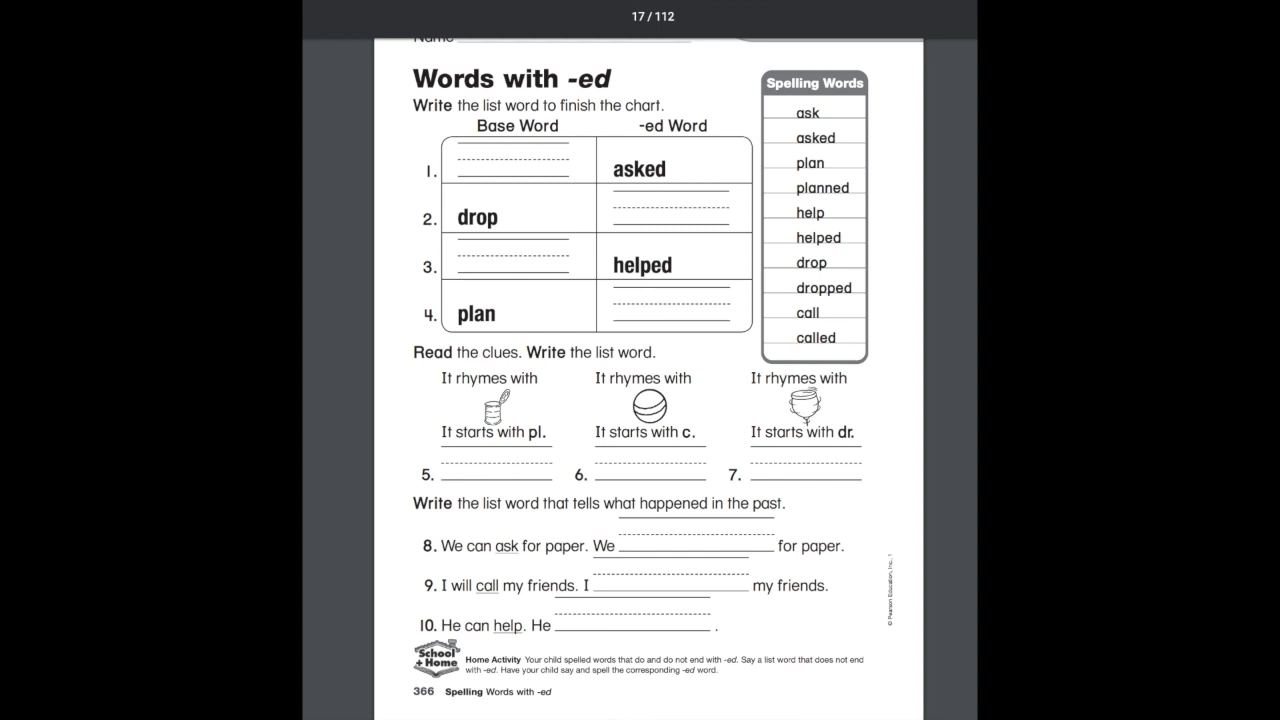 17 / 112
Name
Words with -ed
Write the list word to finish the chart.
Base Word -ed Word
1. asked
2. drop
3. helped
4. plan
Spelling Words
ask
asked
plan
planned
help
helped
drop
dropped
call
called
Read the clues. Write the list word.
It rhymes with It rhymes with It rhymes with
It starts with pl. It starts with c. It starts with dr.
5. 6. 7.
Write the list word that tells what happened in the past.
8. We can ask for paper. We for paper.
9. I will call my friends. I my friends.
10. He can help. He .
School
+ Home
Home Activity Your child spelled words that do and do not end with -ed. Say a list word that does not end
with -ed. Have your child say and spell the corresponding -ed word.
366 Spelling Words with -ed
© Pearson Education, Inc., 1